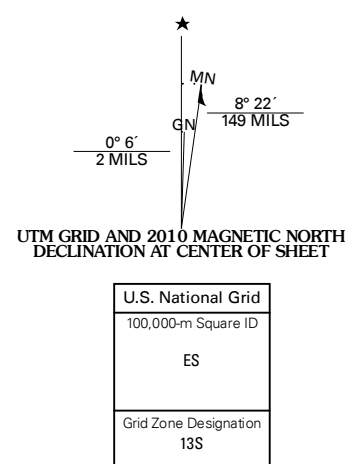 ★
MN
8° 22´
149 MILS
GN
0° 6´
2 MILS
UTM GRID AND 2010 MAGNETIC NORTH
DECLINATION AT CENTER OF SHEET
U.S. National Grid
100,000-m Square ID
ES
Grid Zone Designation
13S